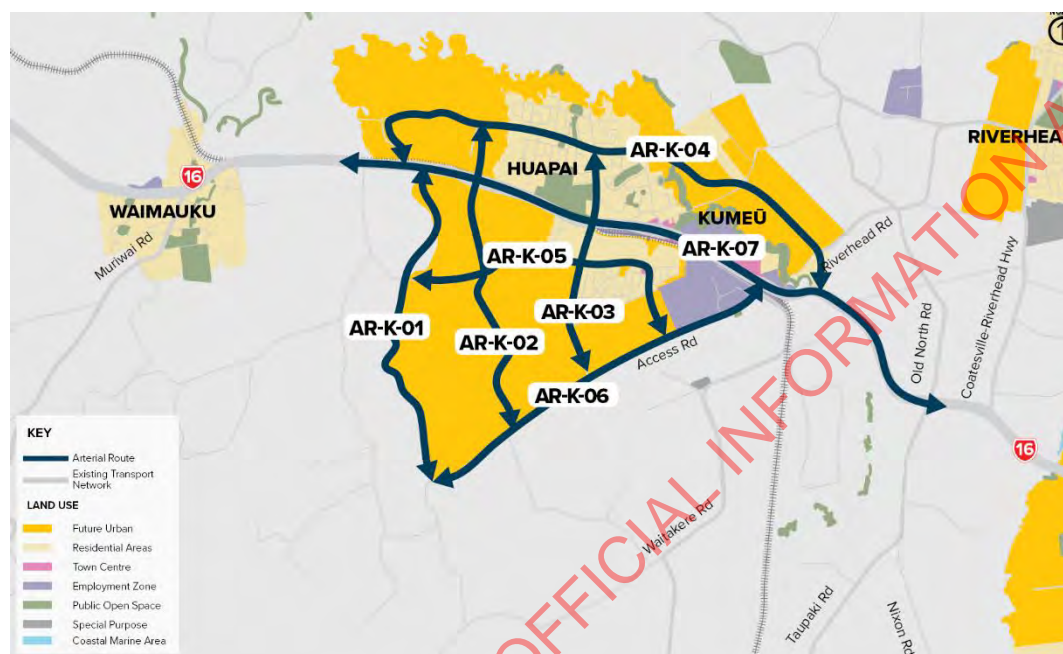 NO
1
RIVERHEA
AR-K-04
HUAPAI
16
WAIMAUKU
KUMEŪ
Riverhead Rd
AR-K-07
Muriwai Rd
AR-K-05
AR-K-03
AR-K-01
AR-K-02
Access Rd
Old North Rd
Coatesville-Riverhead Hwy
AR-K-06
16
Waitakere Rd
Taupaki Rd
Nixon Rd
KEY
Arterial Route
Existing Transport
Network
LAND USE
Future Urban
Residential Areas
Town Centre
Employment Zone
Public Open Space
Special Purpose
Coastal Marine Area
OFFICIAL INFORMATION A